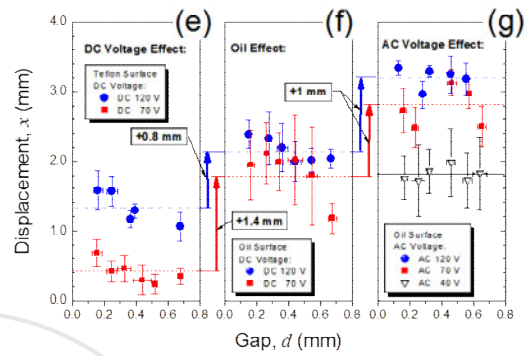 (e)
DC Voltage Effect:
Teflon Surface
DC Voltage:
DC 120 V
DC 70 V
+0.8 mm
+1.4 mm
(f)
Oil Effect:
Oil Surface
DC Voltage:
DC 120 V
DC 70 V
+1 mm
(g)
AC Voltage Effect:
Oil Surface
AC Voltage:
AC 120 V
AC 70 V
AC 40 V
Displacement, x (mm)
4.0
3.0
2.0
1.0
0.0
0.0 0.2 0.4 0.6 0.8 0.0 0.2 0.4 0.6 0.8 0.0 0.2 0.4 0.6 0.8
Gap, d (mm)